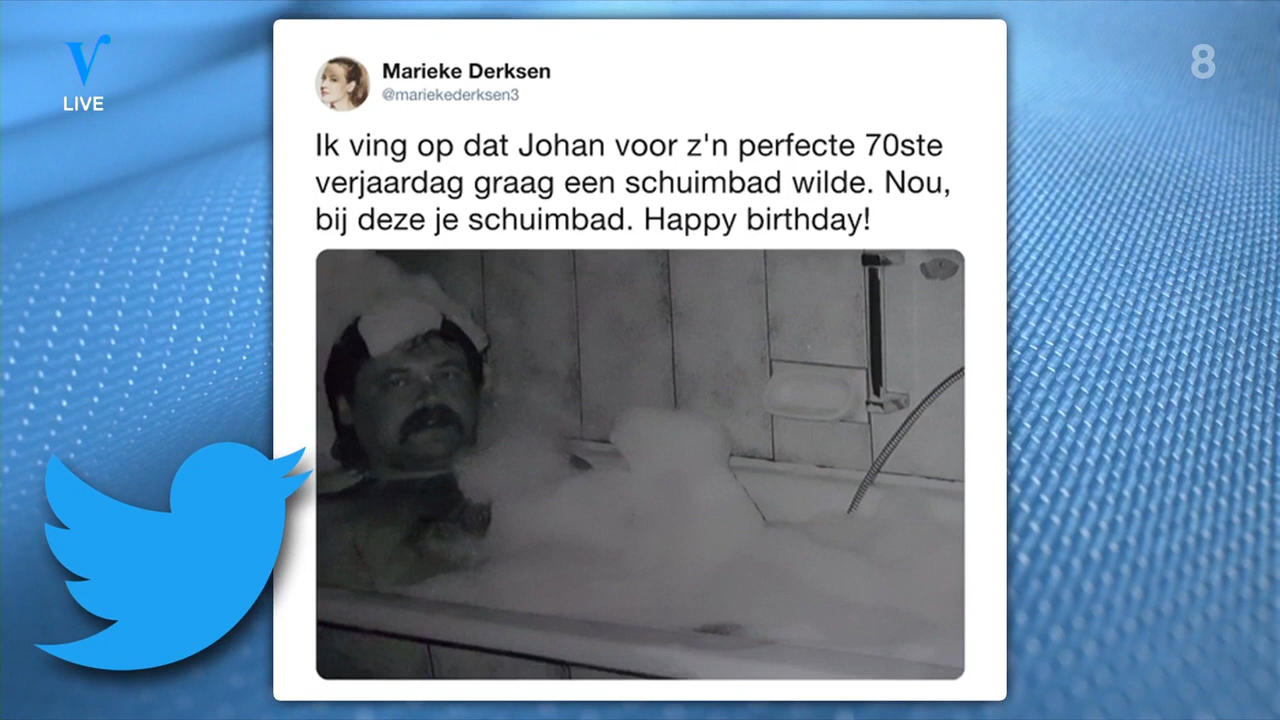 V
LIVE
8
Marieke Derksen
@mariekederksen3
Ik ving op dat Johan voor z'n perfecte 70ste
verjaardag graag een schuimbad wilde. Nou,
bij deze je schuimbad. Happy birthday!